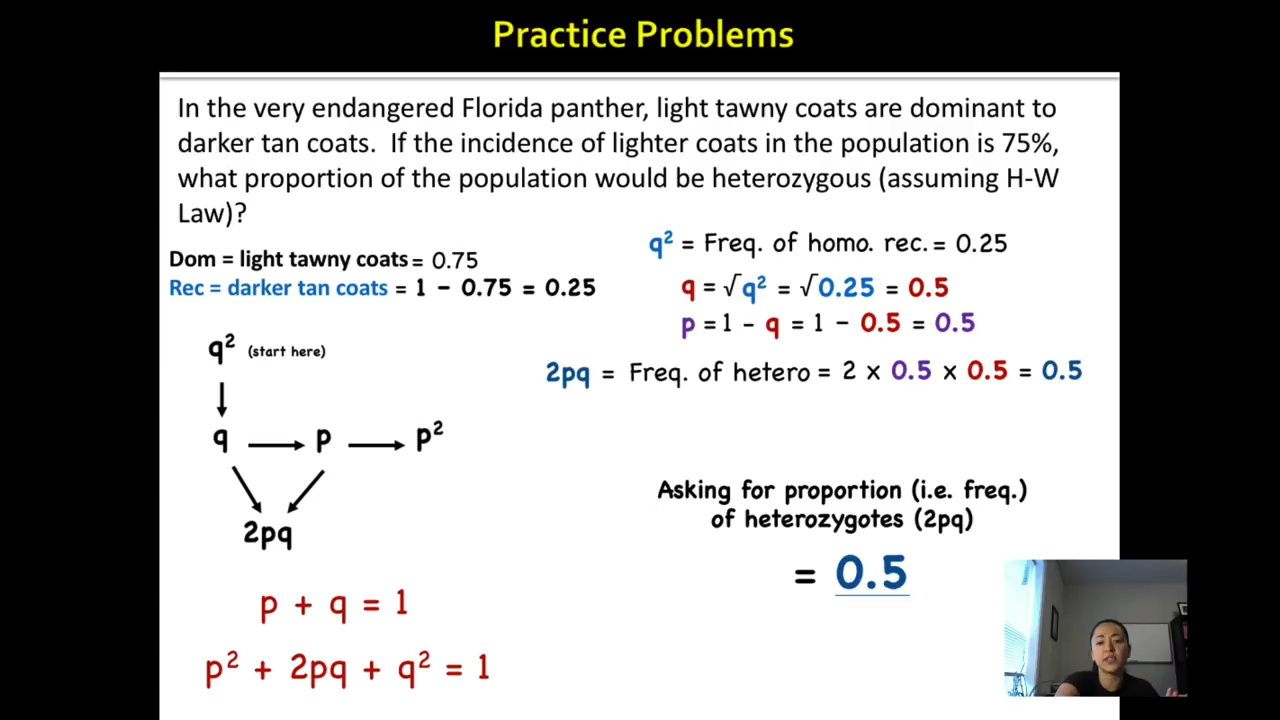 Practice Problems
In the very endangered Florida panther, light tawny coats are dominant to
darker tan coats.  If the incidence of lighter coats in the population is 75%,
what proportion of the population would be heterozygous (assuming H-W
Law)?
Dom = light tawny coats = 0.75
Rec = darker tan coats = 1 - 0.75 = 0.25
q² = Freq. of homo. rec. = 0.25
q = √q² = √0.25 = 0.5
p = 1 - q = 1 - 0.5 = 0.5
2pq = Freq. of hetero = 2 x 0.5 x 0.5 = 0.5
q² (start here)
q → p → p²
2pq
Asking for proportion (i.e. freq.)
of heterozygotes (2pq)
= 0.5
p + q = 1
p² + 2pq + q² = 1